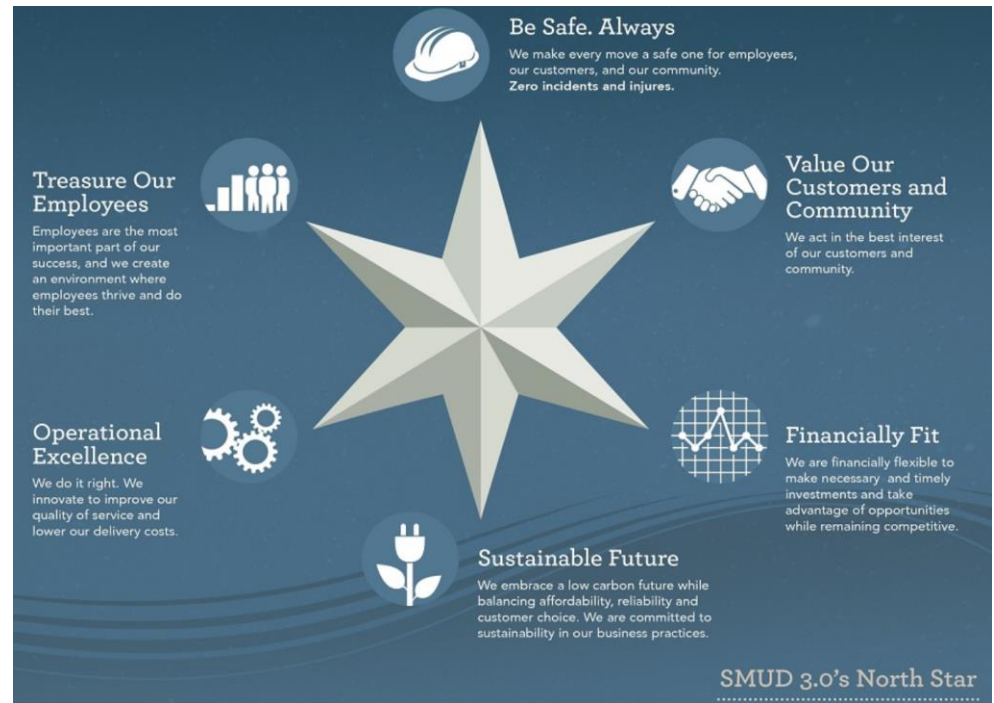 Be Safe. Always
We make every move a safe one for employees,
our customers, and our community.
Zero incidents and injures.
Treasure Our
Employees
Employees are the most
important part of our
success, and we create
an environment where
employees thrive and do
their best.
Value Our
Customers and
Community
We act in the best interest
of our customers and
community.
Operational
Excellence
We do it right. We
innovate to improve our
quality of service and
lower our delivery costs.
Financially Fit
We are financially flexible to
make necessary and timely
investments and take
advantage of opportunities
while remaining competitive.
Sustainable Future
We embrace a low carbon future while
balancing affordability, reliability and
customer choice. We are committed to
sustainability in our business practices.
SMUD 3.0's North Star